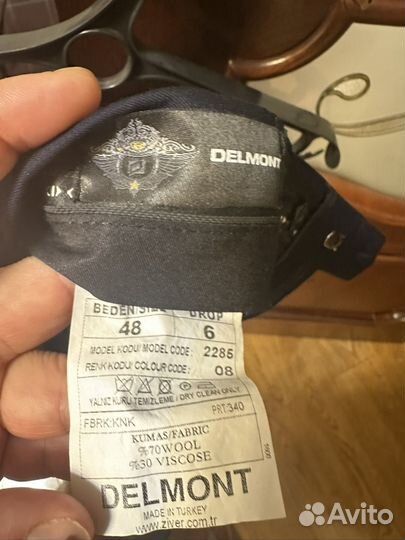 DELMONT
BEDEN/SIZE DROP
48 6
MODEL KODU/ MODEL CODE: 2285
RENK KODU/ COLOUR CODE: 08
YALNIZ KURU TEMİZLEME / DRY CLEAN ONLY
FBRK:KNK PRT:340
KUMAS/FABRIC
%70WOOL
%30 VISCOSE
DELMONT
MADE IN TURKEY
www.ziver.com.tr
Avito